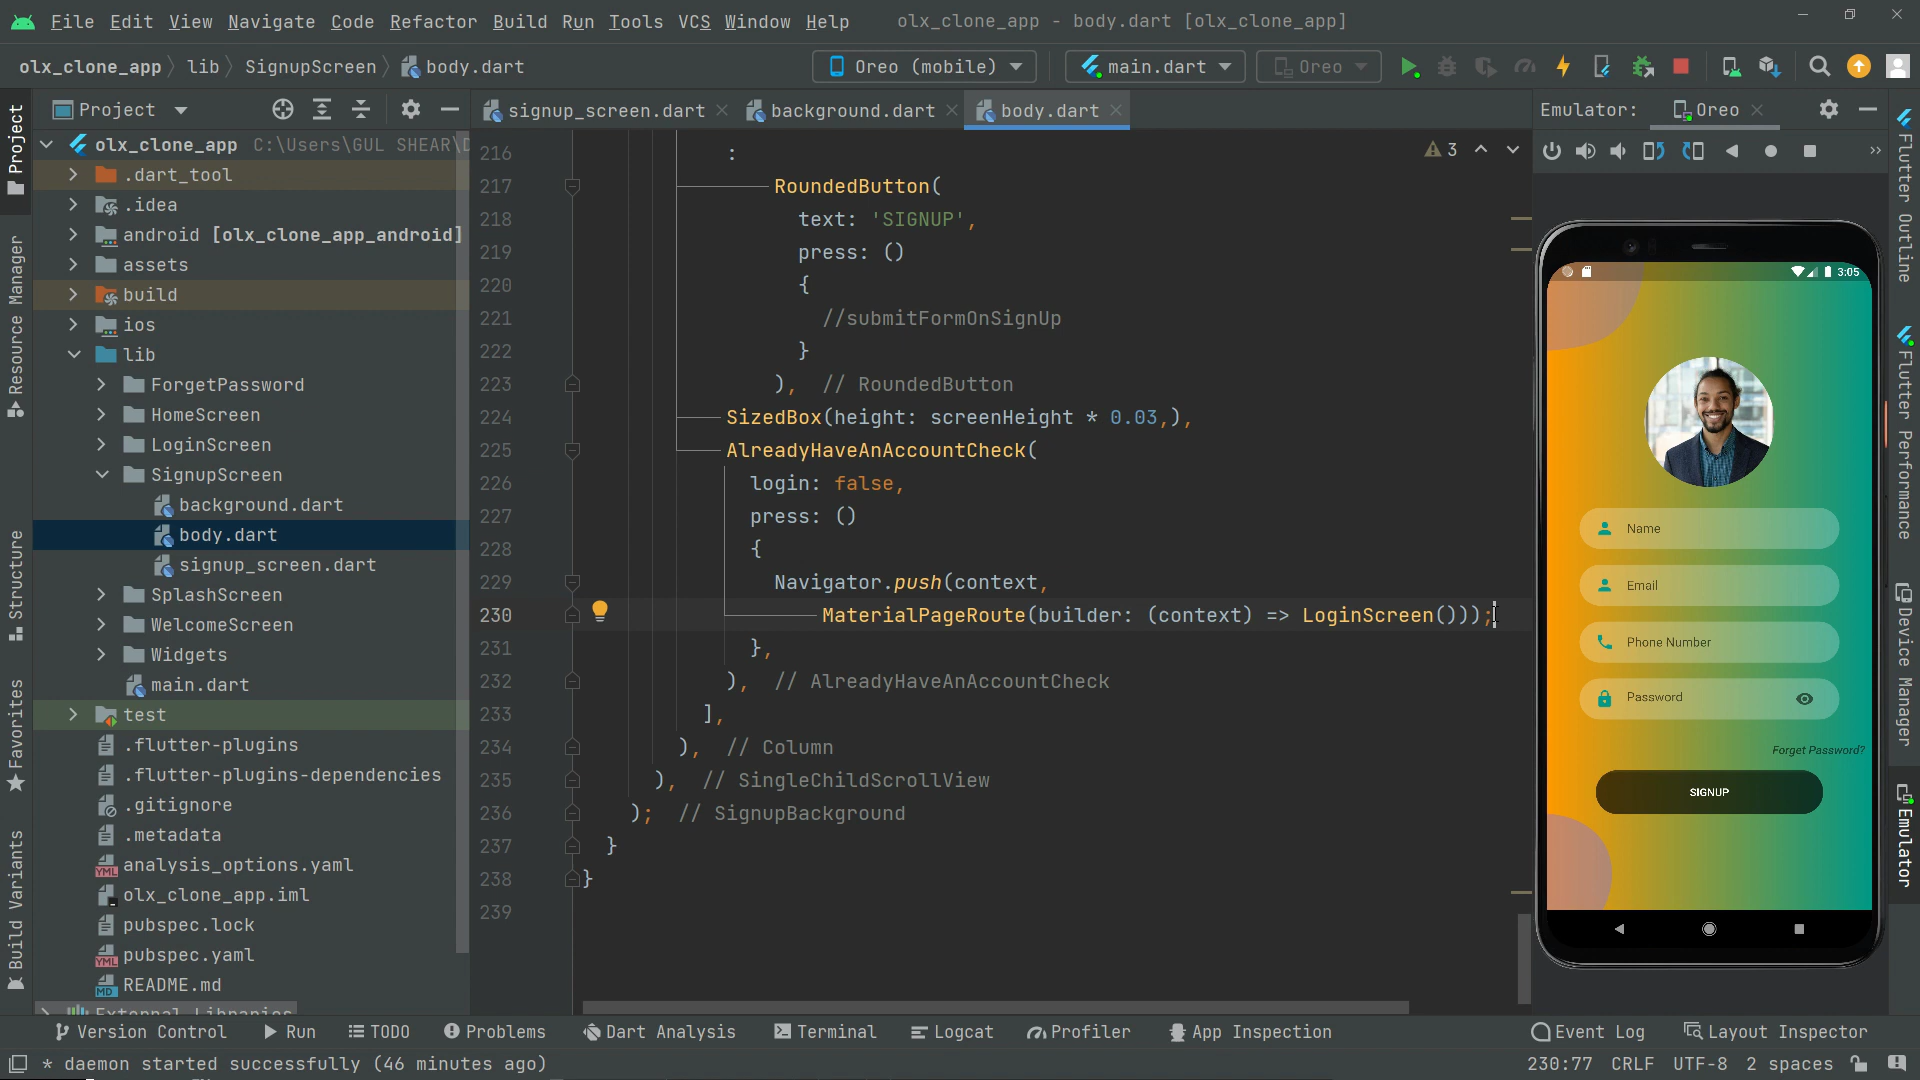 File Edit View Navigate Code Refactor Build Run Tools VCS Window Help olx_clone_app - body.dart [olx_clone_app]
olx_clone_app lib SignupScreen body.dart Oreo (mobile) main.dart Oreo
Project signup_screen.dart background.dart body.dart Emulator: Oreo
olx_clone_app C:\Users\GUL SHEAR\
.dart_tool
.idea
android [olx_clone_app_android]
assets
build
ios
lib
ForgetPassword
HomeScreen
LoginScreen
SignupScreen
background.dart
body.dart
signup_screen.dart
SplashScreen
WelcomeScreen
Widgets
main.dart
test
.flutter-plugins
.flutter-plugins-dependencies
.gitignore
.metadata
analysis_options.yaml
olx_clone_app.iml
pubspec.lock
pubspec.yaml
README.md
External Libraries
Project
Resource Manager
Structure
Favorites
Build Variants
3
216 :
217 RoundedButton(
218 text: 'SIGNUP',
219 press: ()
220 {
221 //submitFormOnSignUp
222 }
223 ), // RoundedButton
224 SizedBox(height: screenHeight * 0.03,),
225 AlreadyHaveAnAccountCheck(
226 login: false,
227 press: ()
228 {
229 Navigator.push(context,
230 MaterialPageRoute(builder: (context) => LoginScreen()));
231 },
232 ), // AlreadyHaveAnAccountCheck
233 ],
234 ), // Column
235 ), // SingleChildScrollView
236 ); // SignupBackground
237 }
238 }
239
3:05
Name
Email
Phone Number
Password
Forget Password?
SIGNUP
Flutter Outline
Flutter Performance
Device Manager
Emulator
Version Control Run TODO Problems Dart Analysis Terminal Logcat Profiler App Inspection Event Log Layout Inspector
* daemon started successfully (46 minutes ago) 230:77 CRLF UTF-8 2 spaces